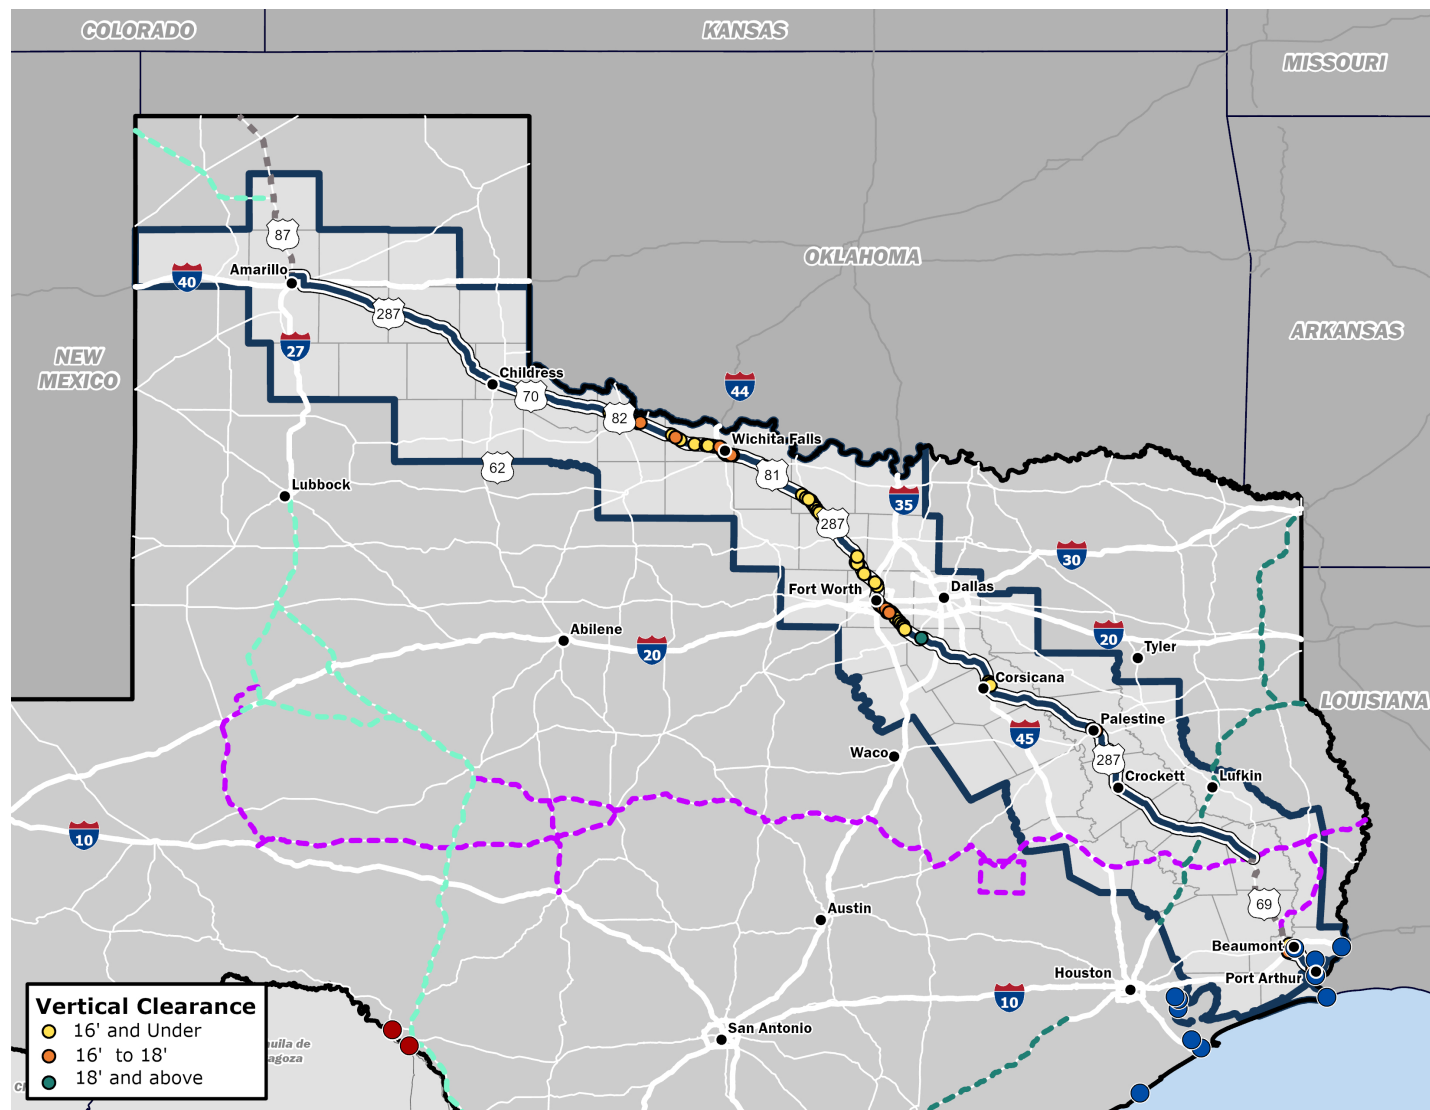 COLORADO
KANSAS
MISSOURI
87
OKLAHOMA
Amarillo
40
287
ARKANSAS
27
NEW
MEXICO
Childress
44
70
82
Wichita Falls
62
81
Lubbock
35
287
30
Fort Worth
Dallas
Abilene
20
20
Tyler
Corsicana
LOUISIANA
Palestine
45
Waco
287
Crockett
Lufkin
10
69
Austin
Beaumont
Houston
Port Arthur
10
Vertical Clearance
16' and Under
16' to 18'
18' and above
San Antonio
uila de
agoza